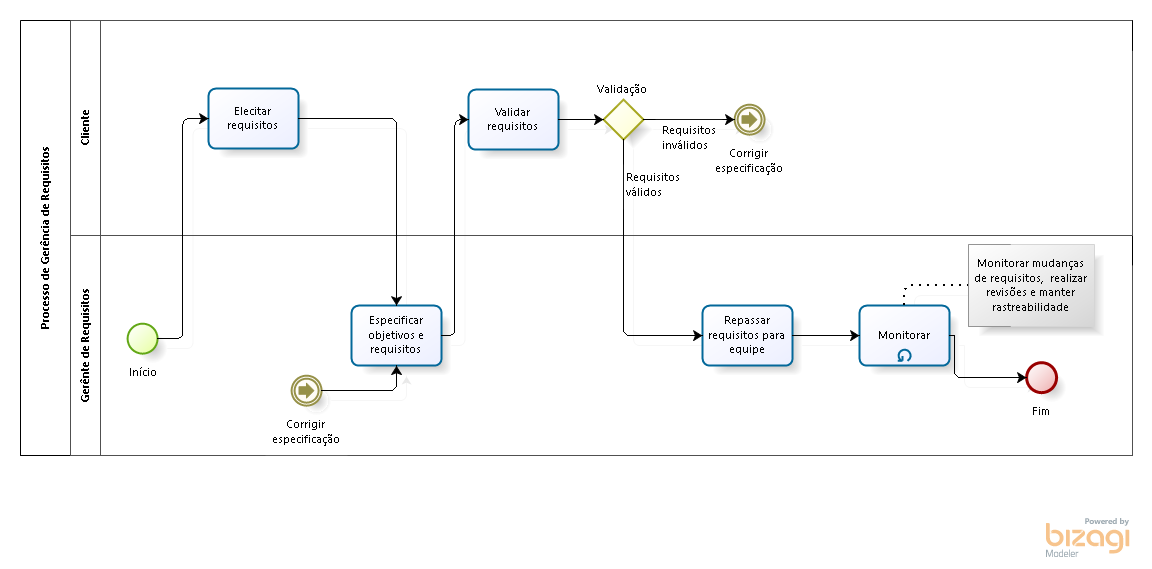 Processo de Gerência de Requisitos
Cliente
Elecitar
requisitos
Validar
requisitos
Validação
Requisitos
inválidos
Corrigir
especificação
Requisitos
válidos
Gerênte de Requisitos
Início
Corrigir
especificação
Especificar
objetivos e
requisitos
Repassar
requisitos para
equipe
Monitorar
Monitorar mudanças
de requisitos, realizar
revisões e manter
rastreabilidade
Fim
Powered by
bizagi
Modeler